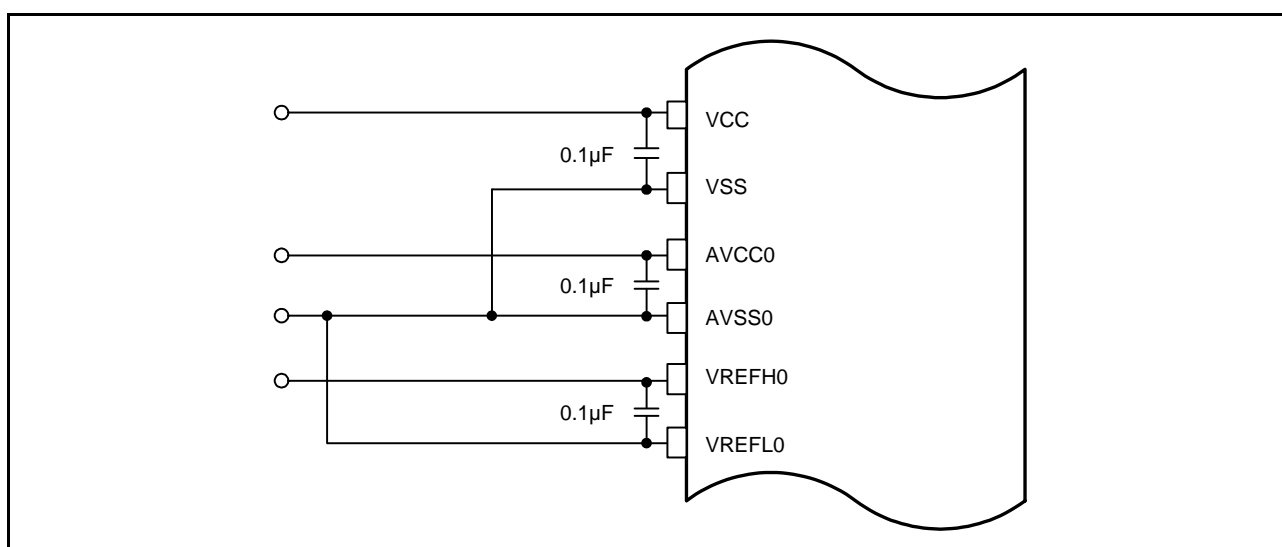 VCC
0.1µF
VSS
AVCC0
0.1µF
AVSS0
VREFH0
0.1µF
VREFL0